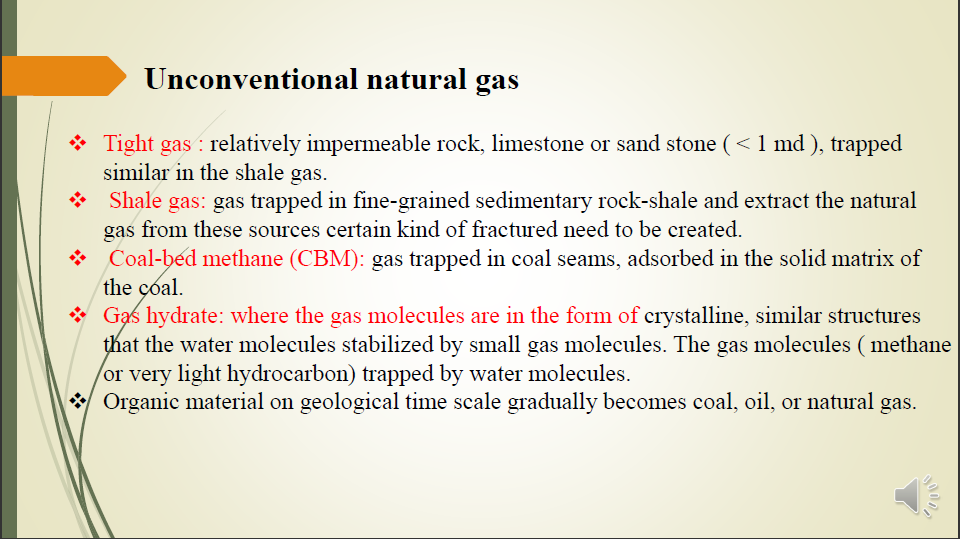 Unconventional natural gas
❖ Tight gas : relatively impermeable rock, limestone or sand stone ( < 1 md ), trapped
similar in the shale gas.
❖ Shale gas: gas trapped in fine-grained sedimentary rock-shale and extract the natural
gas from these sources certain kind of fractured need to be created.
❖ Coal-bed methane (CBM): gas trapped in coal seams, adsorbed in the solid matrix of
the coal.
❖ Gas hydrate: where the gas molecules are in the form of crystalline, similar structures
that the water molecules stabilized by small gas molecules. The gas molecules ( methane
or very light hydrocarbon) trapped by water molecules.
❖ Organic material on geological time scale gradually becomes coal, oil, or natural gas.